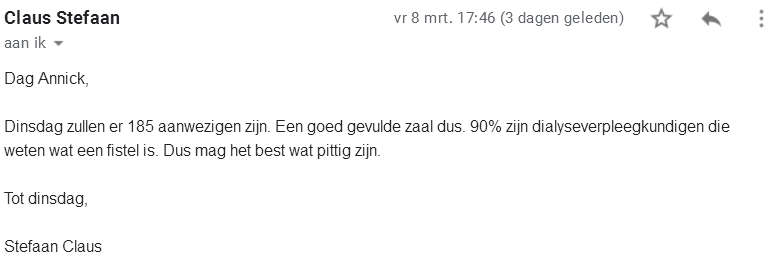 Claus Stefaan
vr 8 mrt. 17:46 (3 dagen geleden)
aan ik
Dag Annick,
Dinsdag zullen er 185 aanwezigen zijn. Een goed gevulde zaal dus. 90% zijn dialyseverpleegkundigen die
weten wat een fistel is. Dus mag het best wat pittig zijn.
Tot dinsdag,
Stefaan Claus